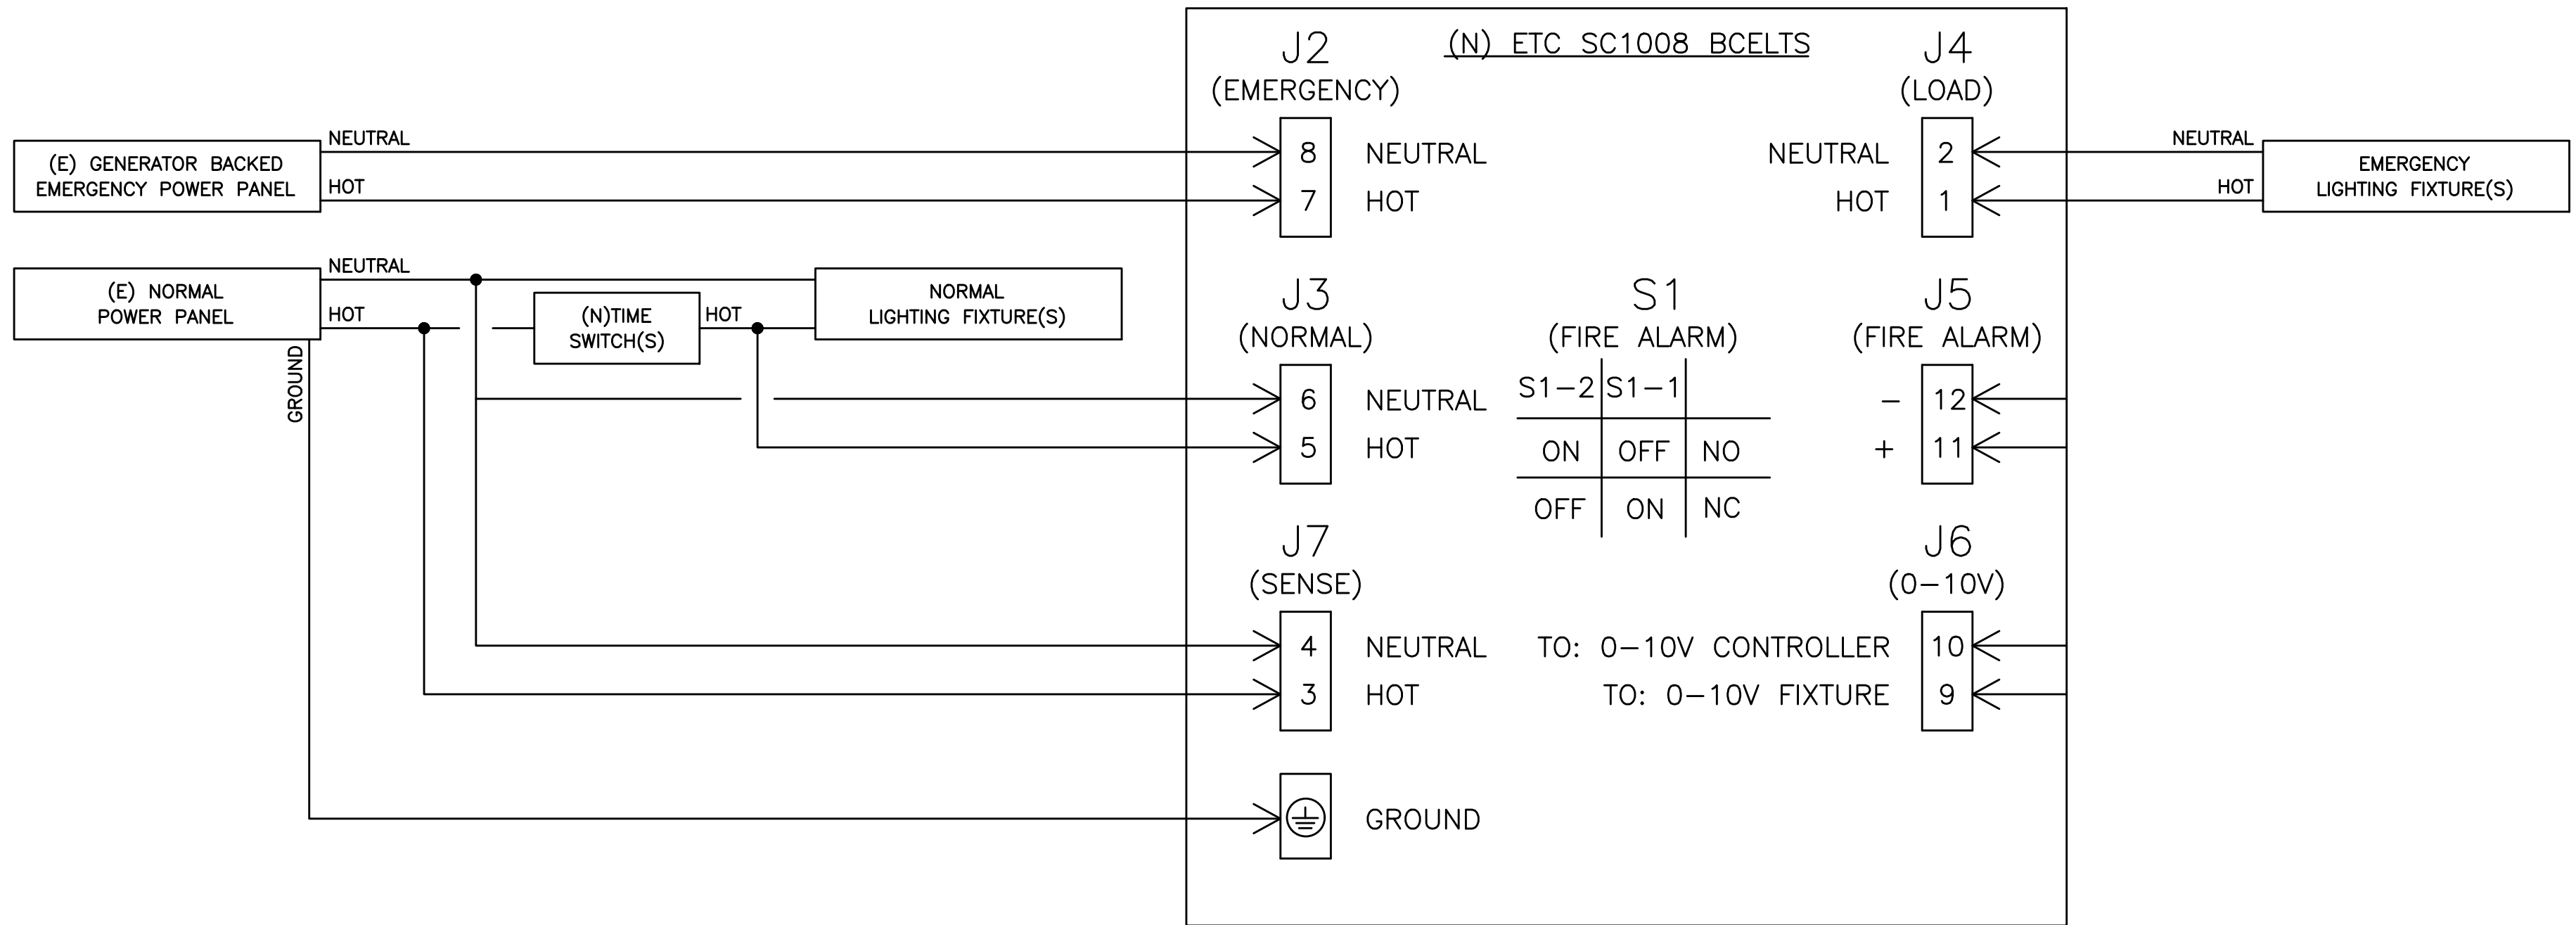 (N) ETC SC1008 BCELTS
J2
(EMERGENCY)
8 NEUTRAL
7 HOT
J4
(LOAD)
NEUTRAL 2
HOT 1
NEUTRAL
HOT
(E) GENERATOR BACKED
EMERGENCY POWER PANEL
NEUTRAL
HOT
EMERGENCY
LIGHTING FIXTURE(S)
(E) NORMAL
POWER PANEL
NEUTRAL
HOT
GROUND
(N)TIME
SWITCH(S)
HOT
NORMAL
LIGHTING FIXTURE(S)
J3
(NORMAL)
6 NEUTRAL
5 HOT
S1
(FIRE ALARM)
S1-2 S1-1
ON OFF NO
OFF ON NC
J5
(FIRE ALARM)
- 12
+ 11
J7
(SENSE)
4 NEUTRAL
3 HOT
J6
(0-10V)
TO: 0-10V CONTROLLER 10
TO: 0-10V FIXTURE 9
GROUND